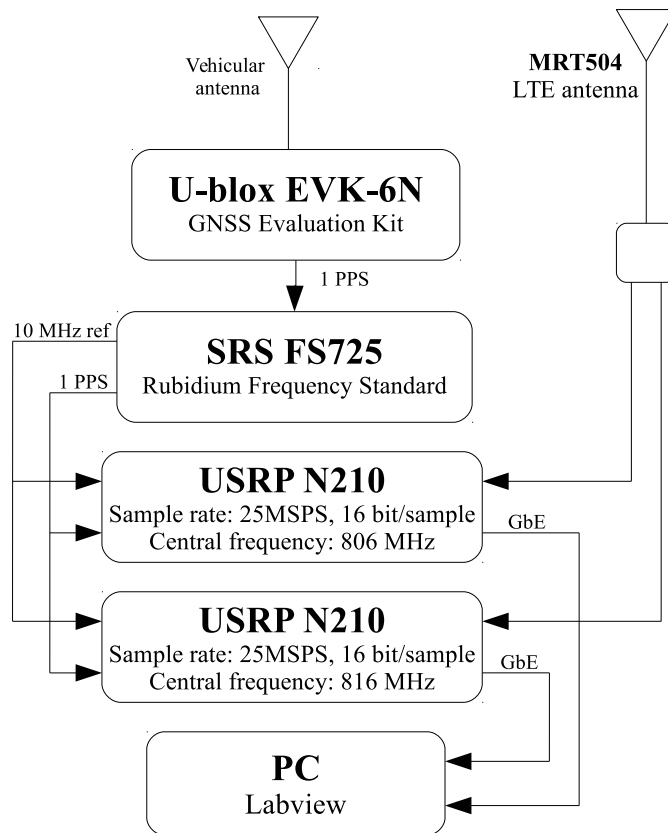 Vehicular
antenna
MRT504
LTE antenna
U-blox EVK-6N
GNSS Evaluation Kit
1 PPS
10 MHz ref
SRS FS725
Rubidium Frequency Standard
1 PPS
USRP N210
Sample rate: 25MSPS, 16 bit/sample
Central frequency: 806 MHz
GbE
USRP N210
Sample rate: 25MSPS, 16 bit/sample
Central frequency: 816 MHz
GbE
PC
Labview